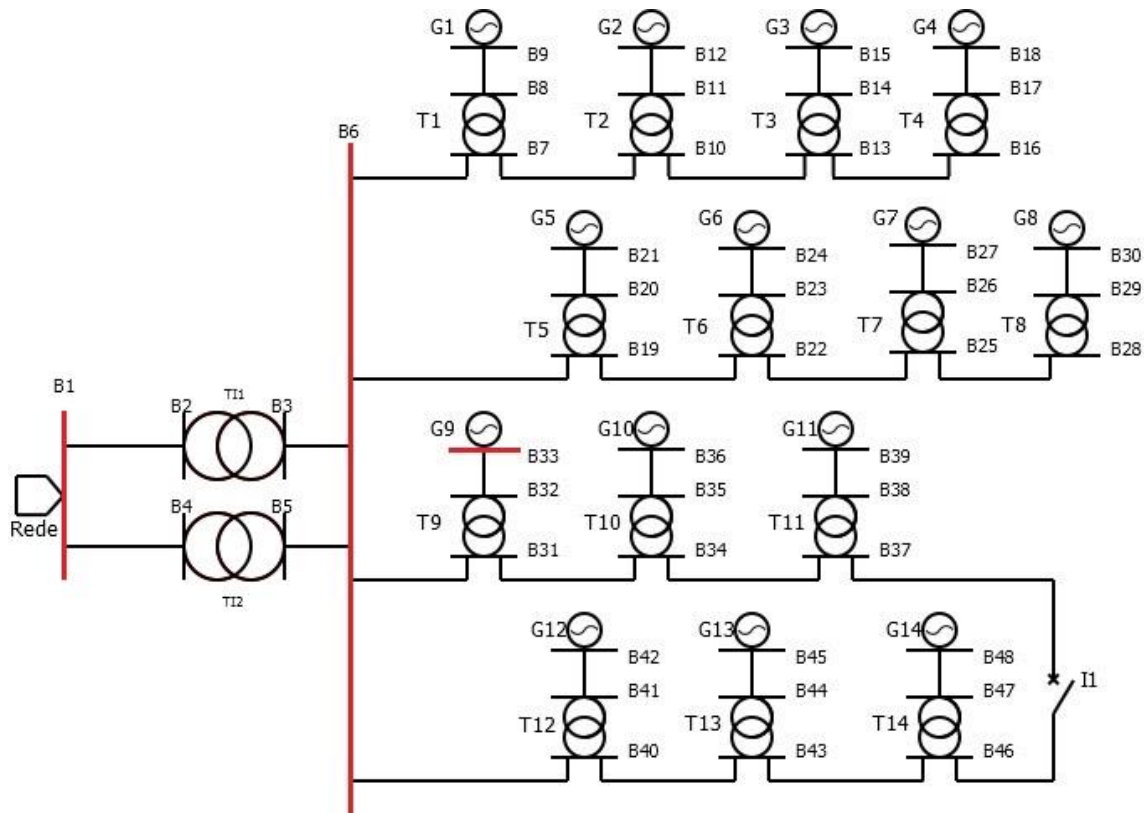 G1 G2 G3 G4
B9 B12 B15 B18
B8 B11 B14 B17
T1 T2 T3 T4
B6
B7 B10 B13 B16
G5 G6 G7 G8
B21 B24 B27 B30
B20 B23 B26 B29
T5 T6 T7 T8
B19 B22 B25 B28
B1
TI1
B2 B3
G9 G10 G11
B33 B36 B39
B32 B35 B38
B4 B5
Rede
T9 T10 T11
B31 B34 B37
TI2
G12 G13 G14
B42 B45 B48
I1
B41 B44 B47
T12 T13 T14
B40 B43 B46